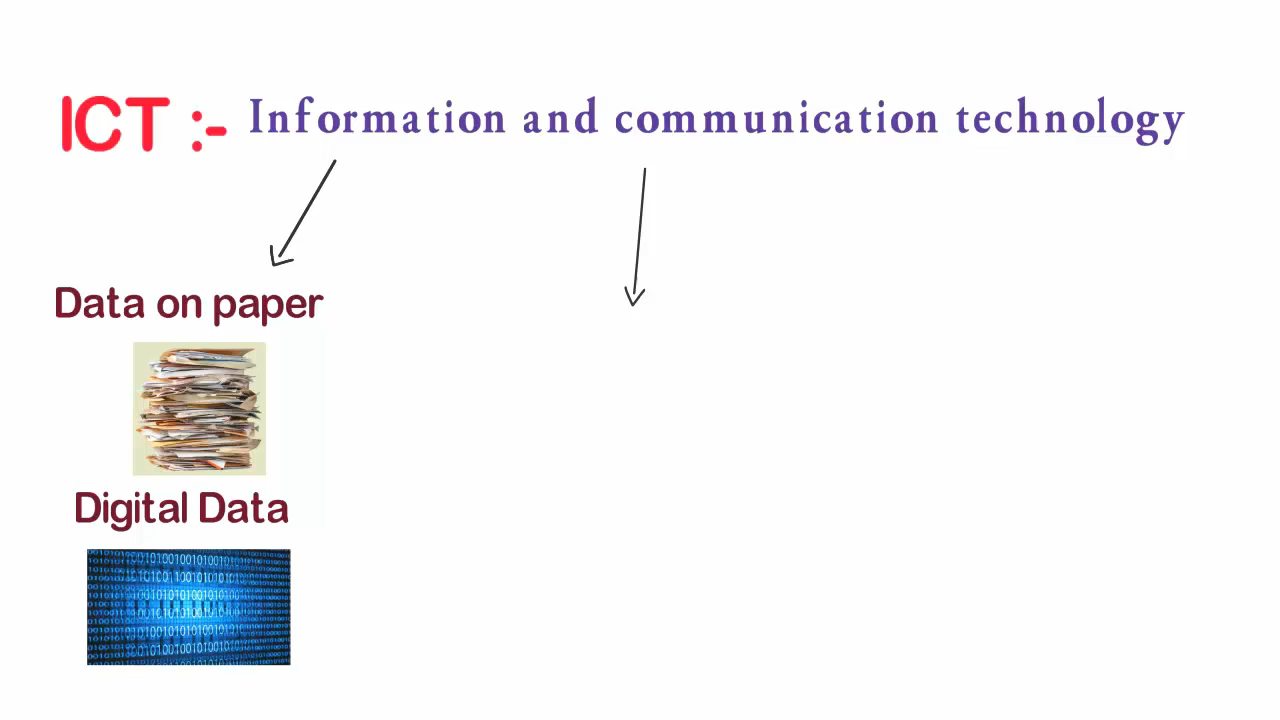 ICT :- Information and communication technology
Data on paper
Digital Data